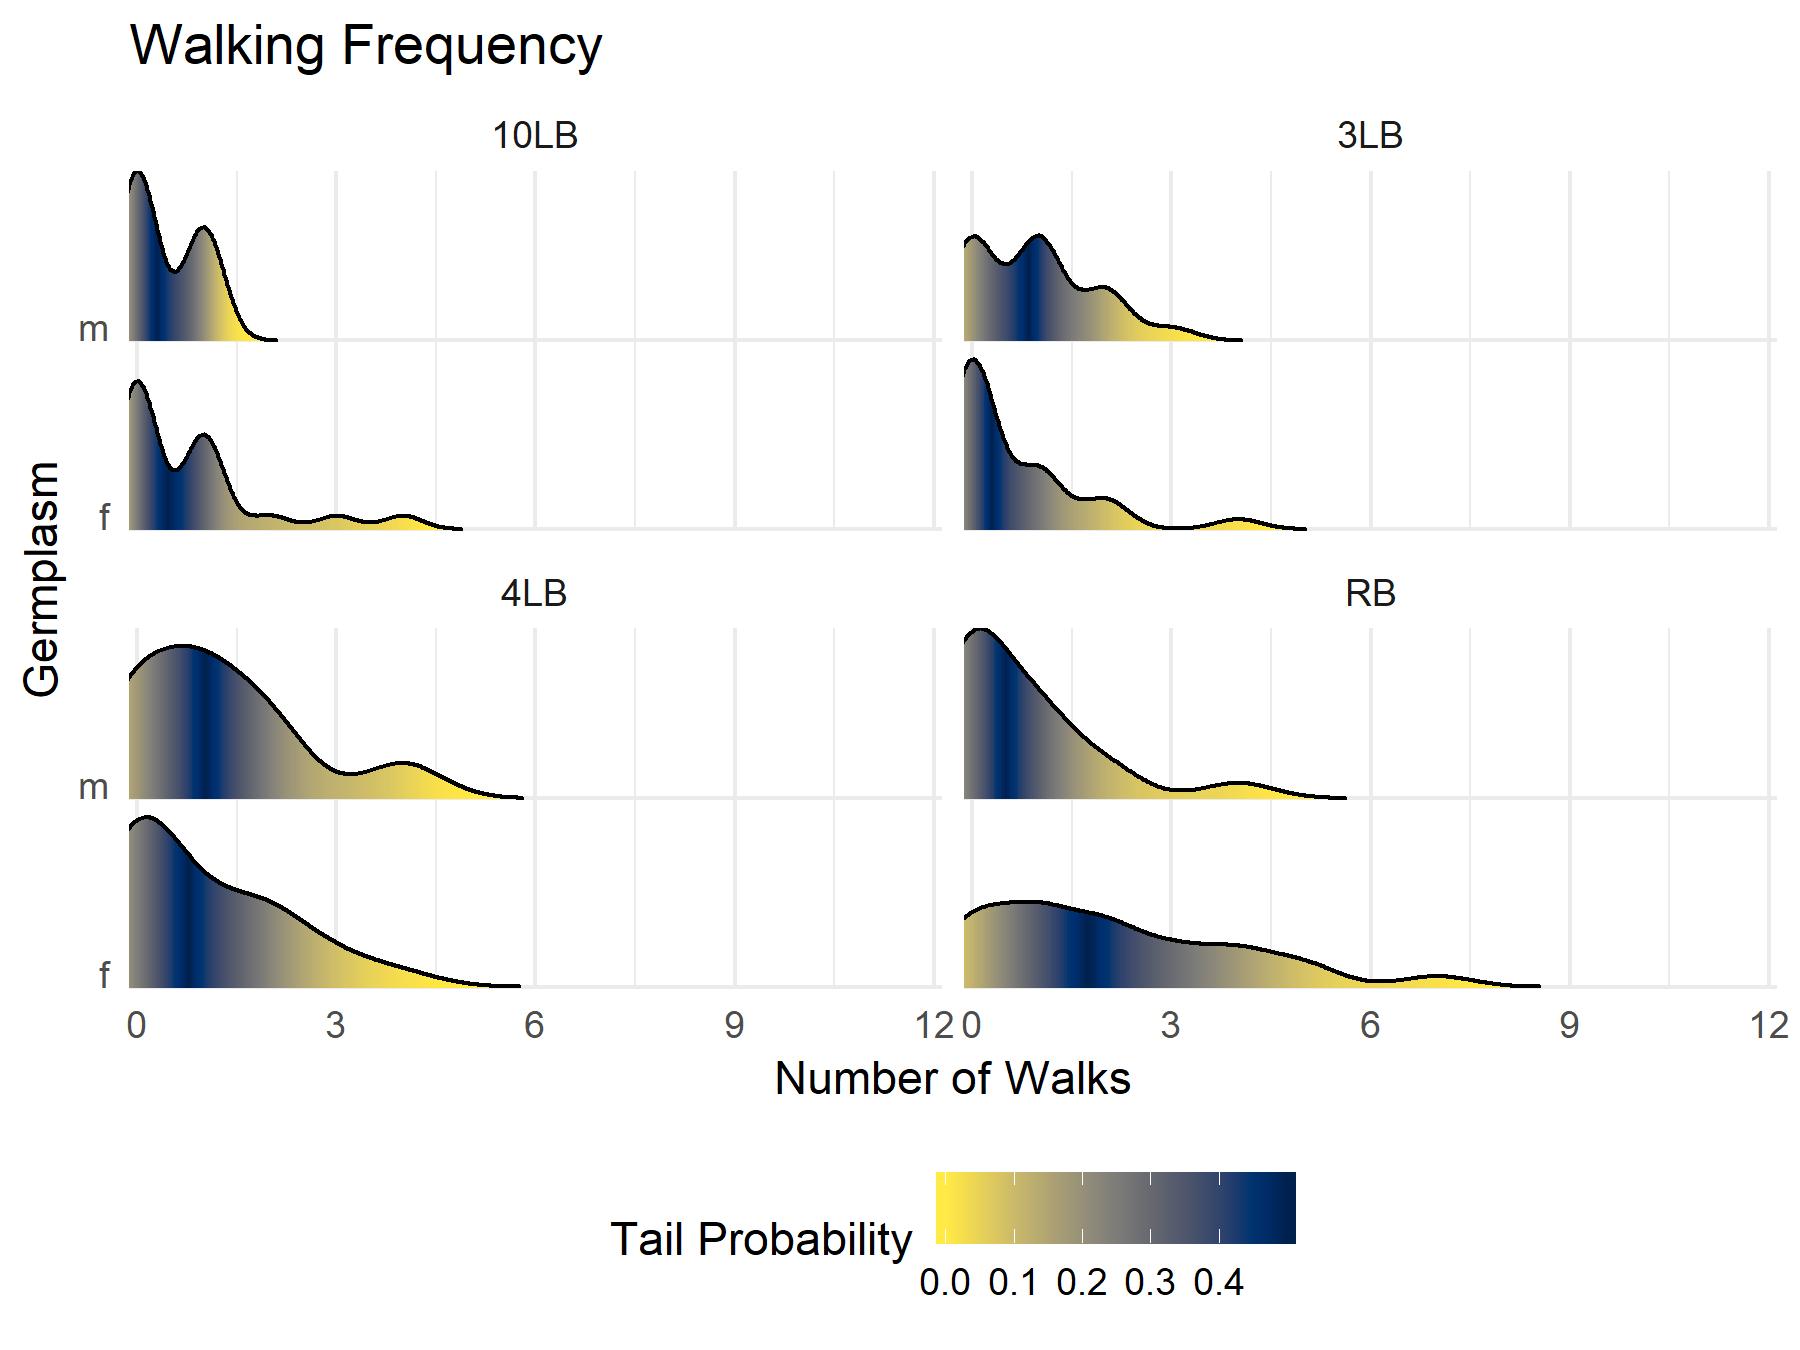 Walking Frequency
10LB
3LB
m
f
4LB
RB
m
f
Germplasm
0 3 6 9 12 0 3 6 9 12
Number of Walks
Tail Probability
0.0 0.1 0.2 0.3 0.4